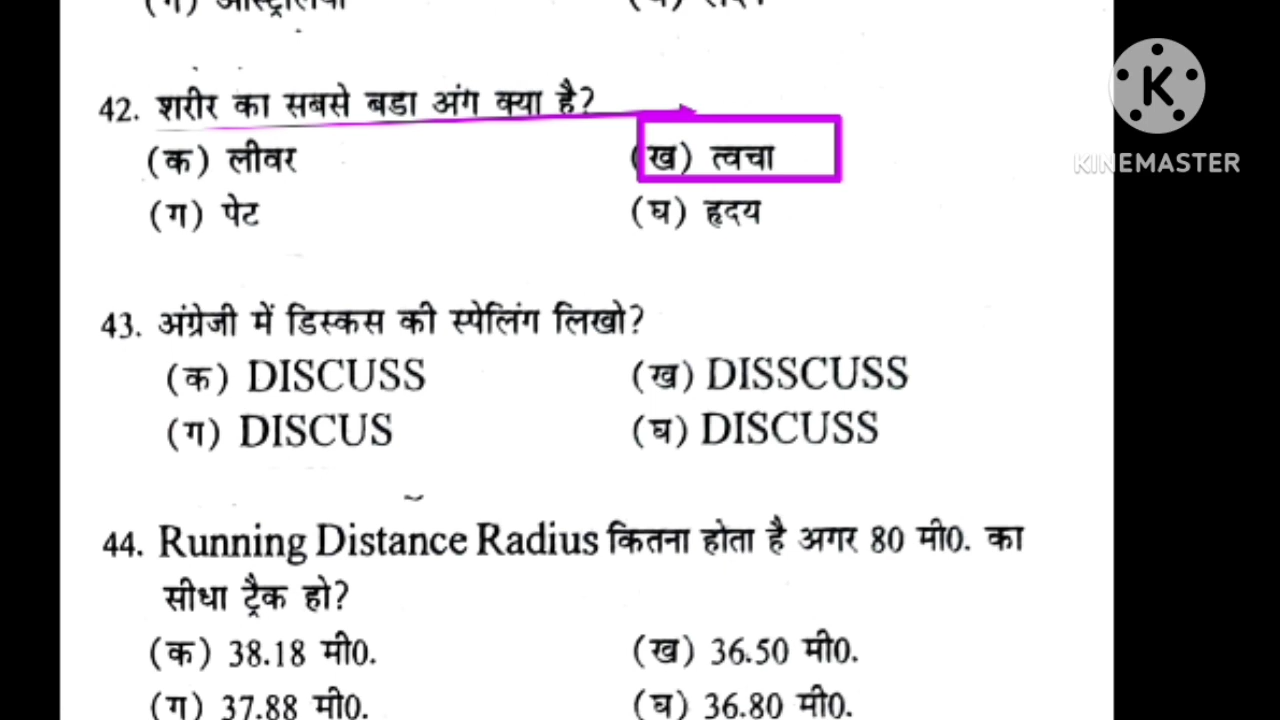 (ग) ऑस्ट्रेलिया
42. शरीर का सबसे बडा अंग क्या है?
(क) लीवर (ख) त्वचा
(ग) पेट (घ) हृदय
43. अंग्रेजी में डिस्कस की स्पेलिंग लिखो?
(क) DISCUSS (ख) DISSCUSS
(ग) DISCUS (घ) DISCUSS
44. Running Distance Radius कितना होता है अगर 80 मी0. का
सीधा ट्रैक हो?
(क) 38.18 मी0. (ख) 36.50 मी0.
(ग) 37.88 मी0. (घ) 36.80 मी0.
K
KINEMASTER